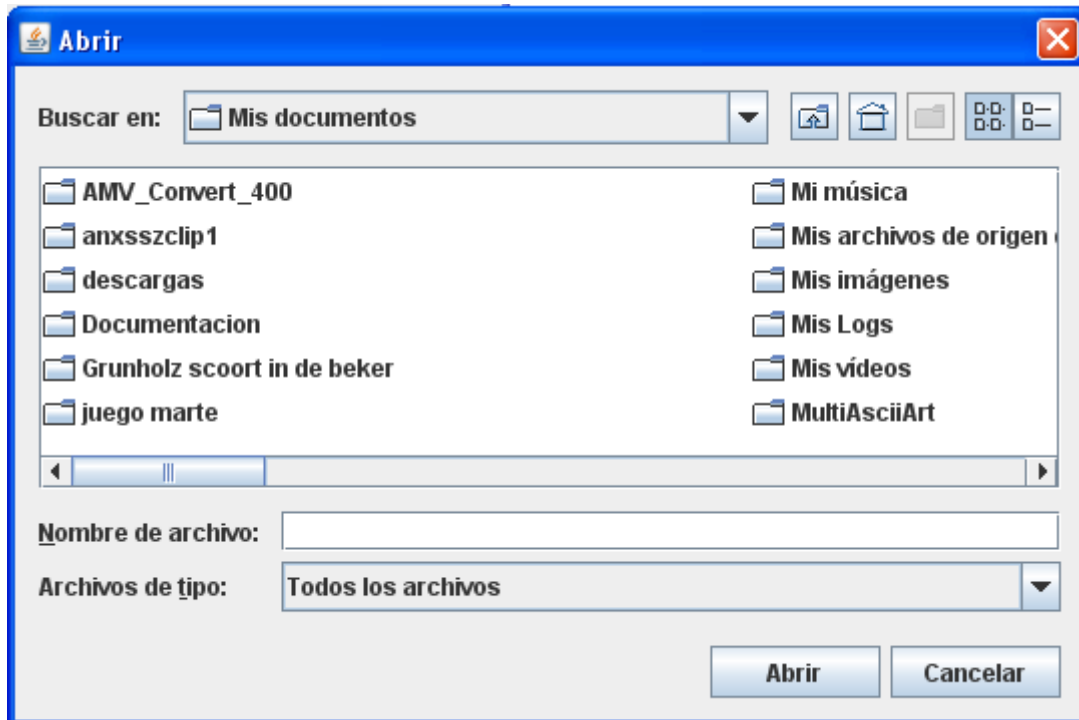 Abrir
Buscar en: Mis documentos
AMV_Convert_400
anxsszclip1
descargas
Documentacion
Grunholz scoort in de beker
juego marte
Mi música
Mis archivos de origen
Mis imágenes
Mis Logs
Mis vídeos
MultiAsciiArt
Nombre de archivo:
Archivos de tipo: Todos los archivos
Abrir Cancelar